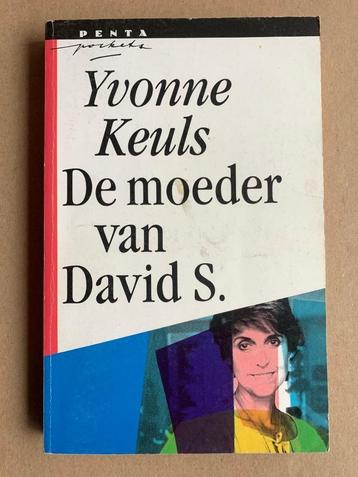 PENTA
pockets
Yvonne
Keuls
De moeder
van
David S.